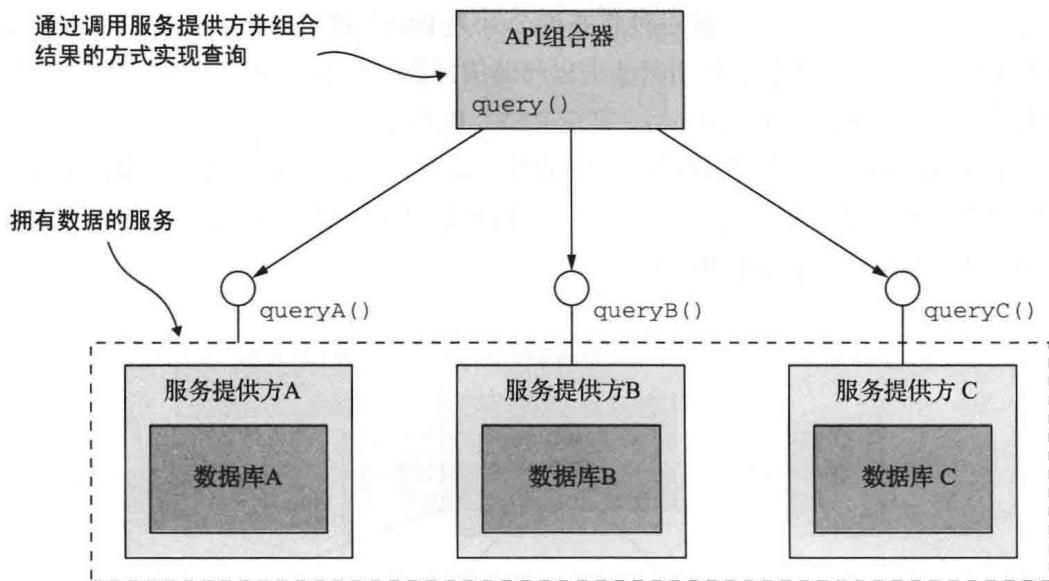 通过调用服务提供方并组合
结果的方式实现查询
API组合器
query()
拥有数据的服务
queryA()
queryB()
queryC()
服务提供方A
服务提供方B
服务提供方 C
数据库A
数据库B
数据库 C